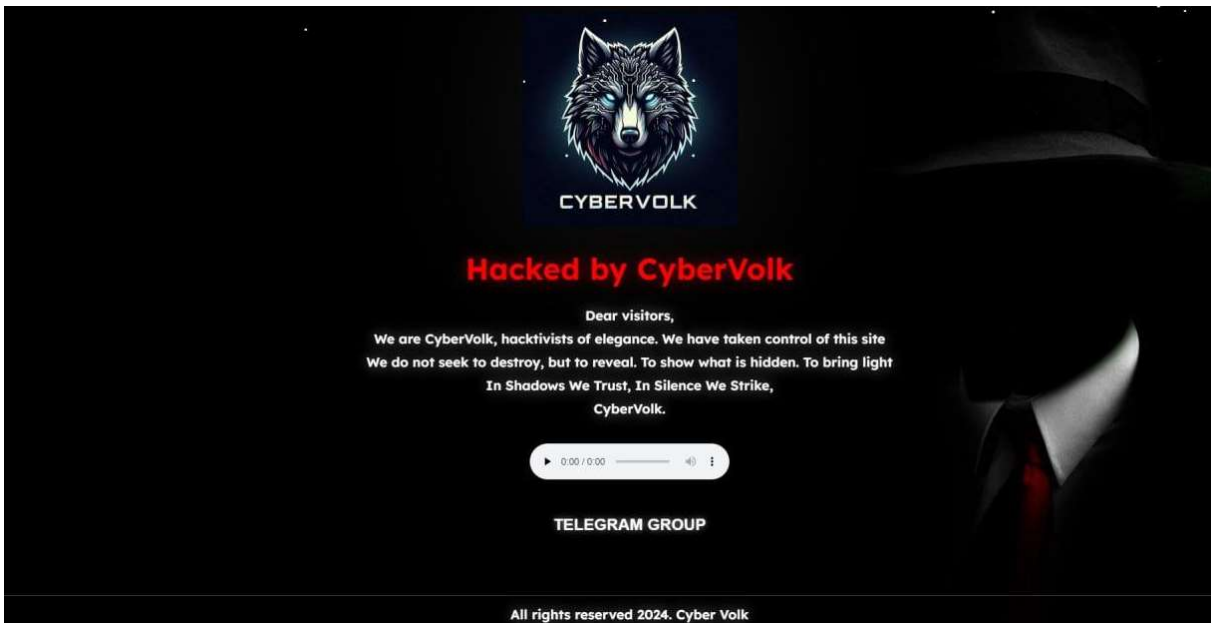 CYBERVOLK
Hacked by CyberVolk
Dear visitors,
We are CyberVolk, hacktivists of elegance. We have taken control of this site
We do not seek to destroy, but to reveal. To show what is hidden. To bring light
In Shadows We Trust, In Silence We Strike,
CyberVolk.
0:00 / 0:00
TELEGRAM GROUP
All rights reserved 2024. Cyber Volk